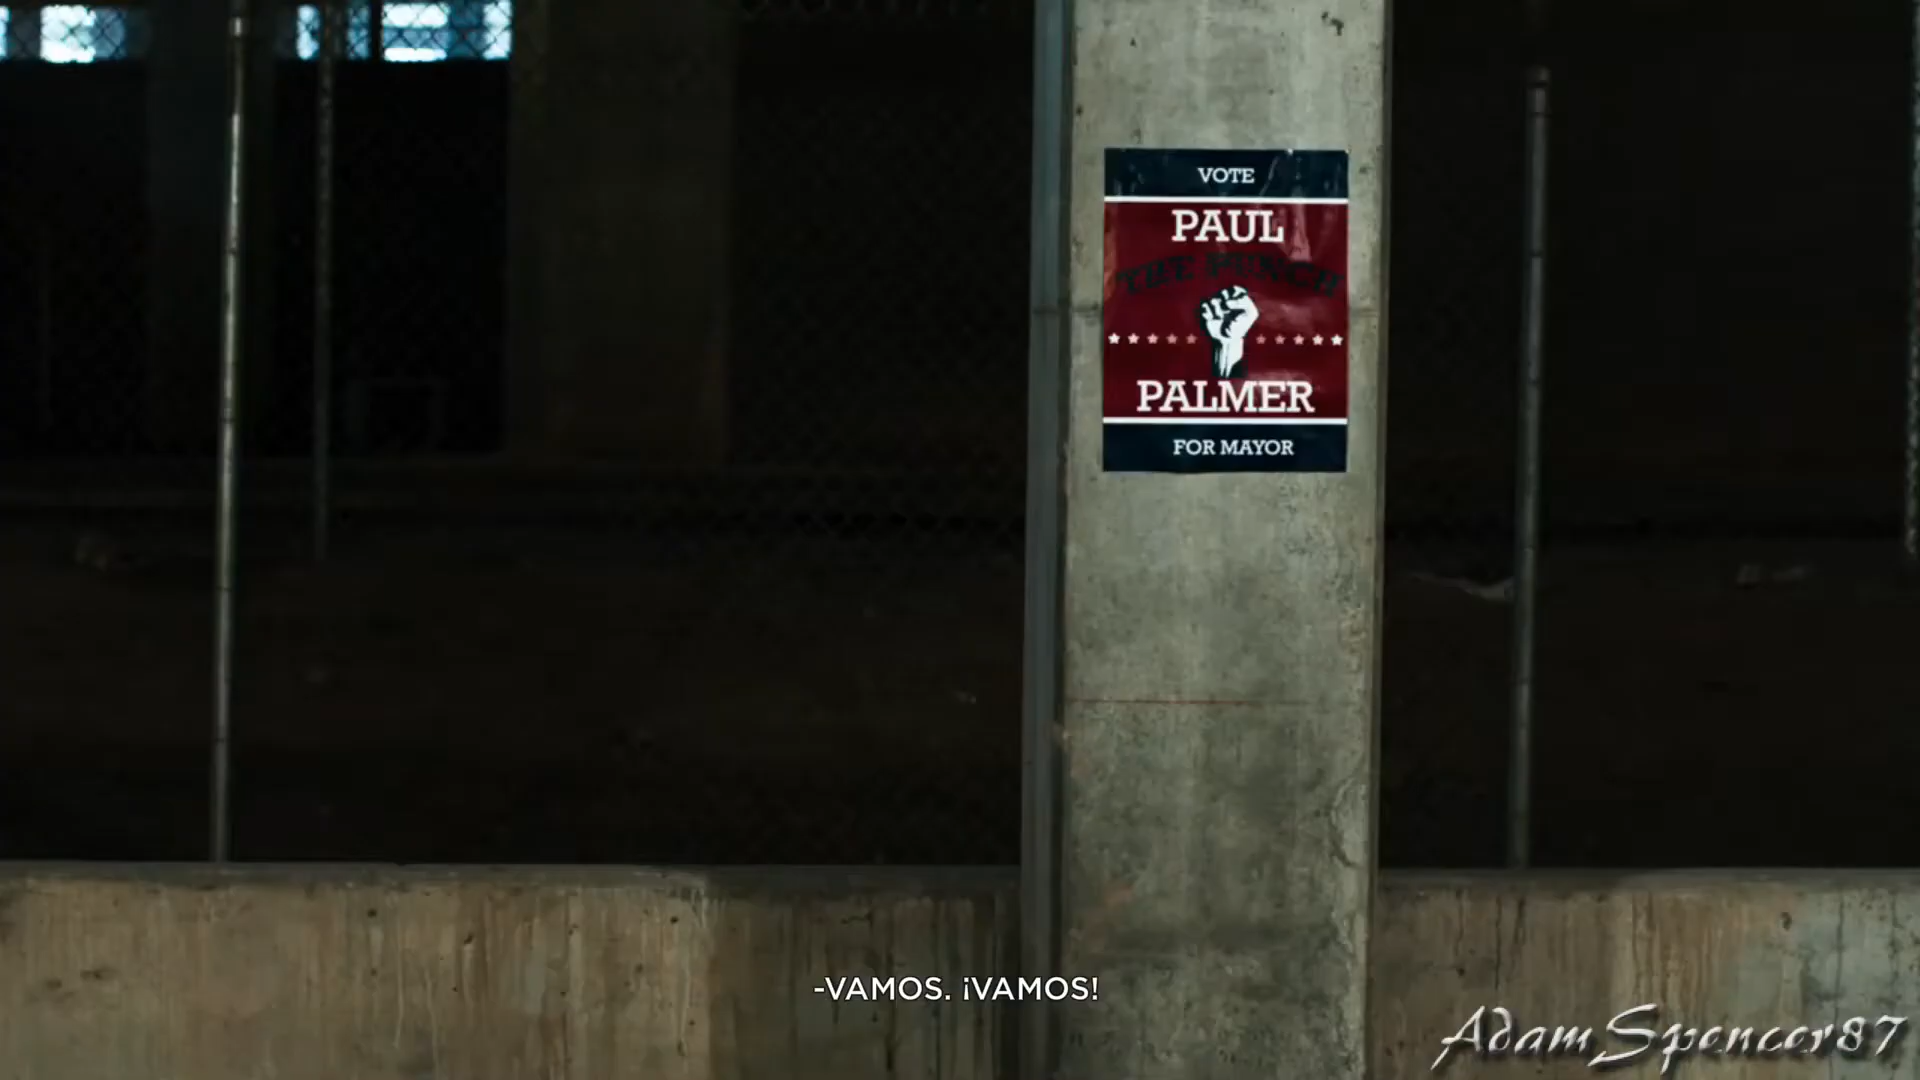 VOTE
PAUL
THE PUNCH
PALMER
FOR MAYOR
-VAMOS. ¡VAMOS!
AdamSpencer87